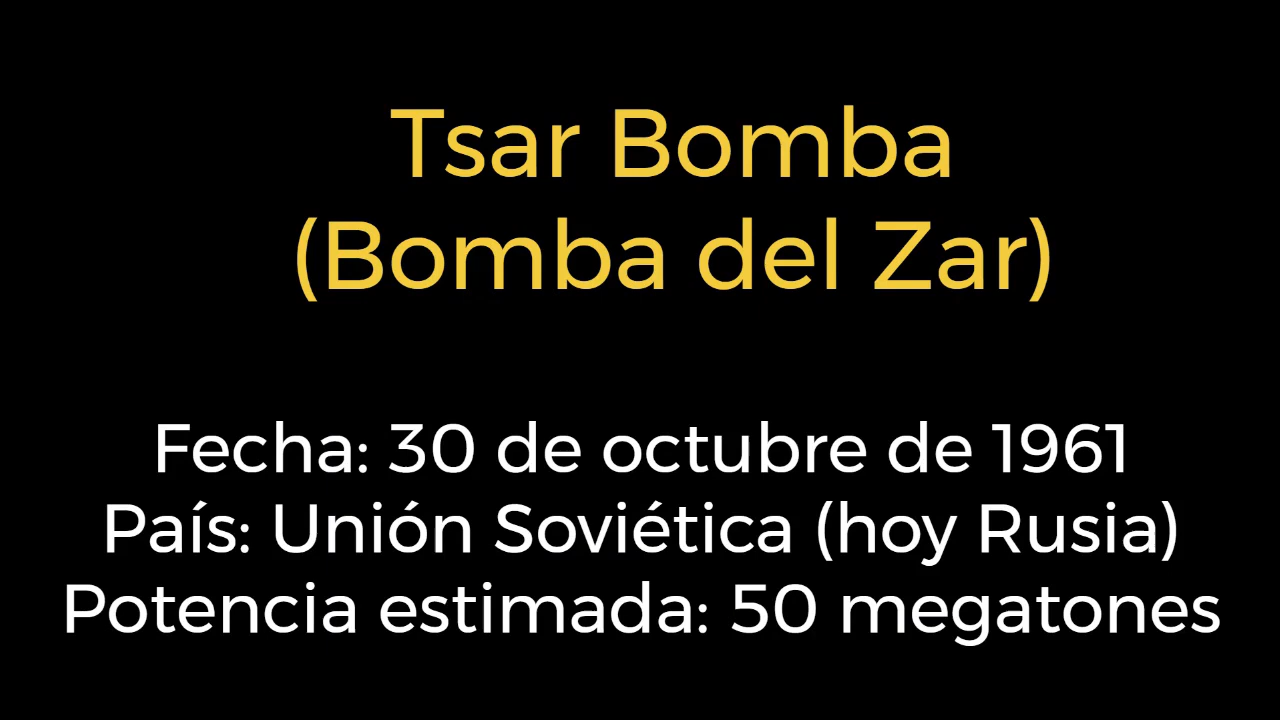 Tsar Bomba
(Bomba del Zar)
Fecha: 30 de octubre de 1961
País: Unión Soviética (hoy Rusia)
Potencia estimada: 50 megatones